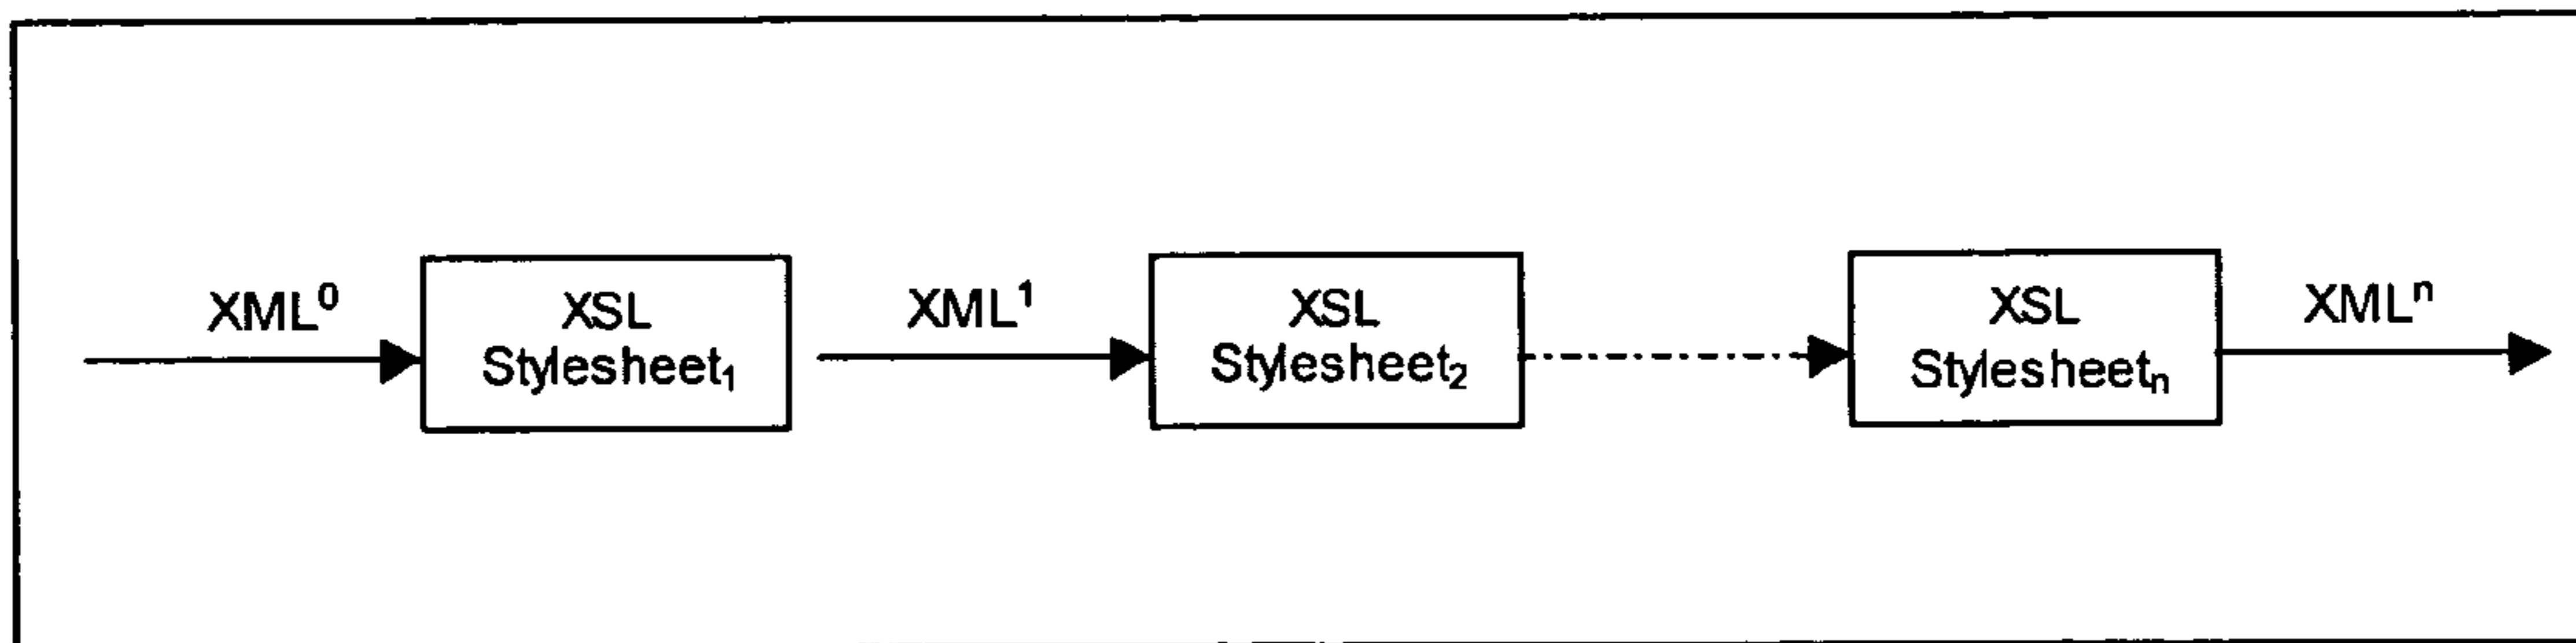 XML⁰
XSL
Stylesheet₁
XML¹
XSL
Stylesheet₂
XSL
Stylesheetₙ
XMLⁿ